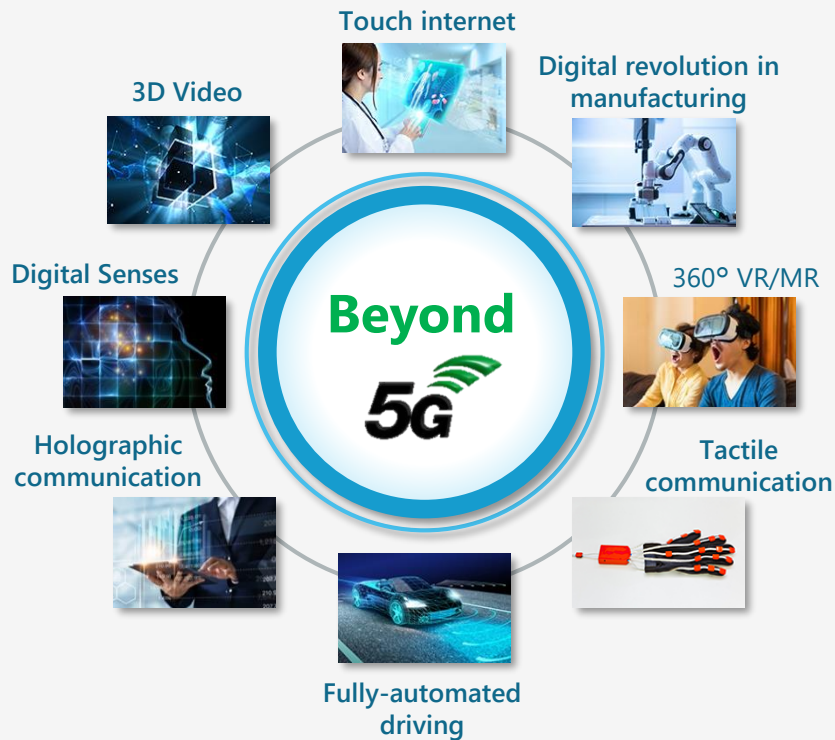 Touch internet
Digital revolution in
manufacturing
3D Video
Digital Senses
360° VR/MR
Beyond
5G
Holographic
communication
Tactile
communication
Fully-automated
driving